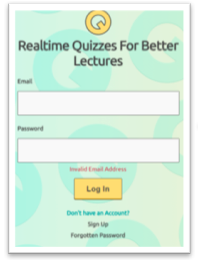 Realtime Quizzes For Better
Lectures
Email
Password
Invalid Email Address
Log In
Don't have an Account?
Sign Up
Forgotten Password